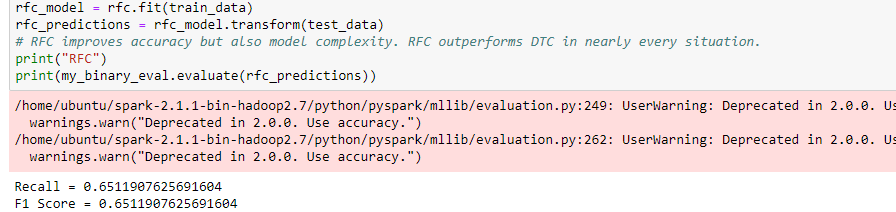 rfc_model = rfc.fit(train_data)
rfc_predictions = rfc_model.transform(test_data)
# RFC improves accuracy but also model complexity. RFC outperforms DTC in nearly every situation.
print("RFC")
print(my_binary_eval.evaluate(rfc_predictions))
/home/ubuntu/spark-2.1.1-bin-hadoop2.7/python/pyspark/mllib/evaluation.py:249: UserWarning: Deprecated in 2.0.0. Us
  warnings.warn("Deprecated in 2.0.0. Use accuracy.")
/home/ubuntu/spark-2.1.1-bin-hadoop2.7/python/pyspark/mllib/evaluation.py:262: UserWarning: Deprecated in 2.0.0. Us
  warnings.warn("Deprecated in 2.0.0. Use accuracy.")
Recall = 0.6511907625691604
F1 Score = 0.6511907625691604